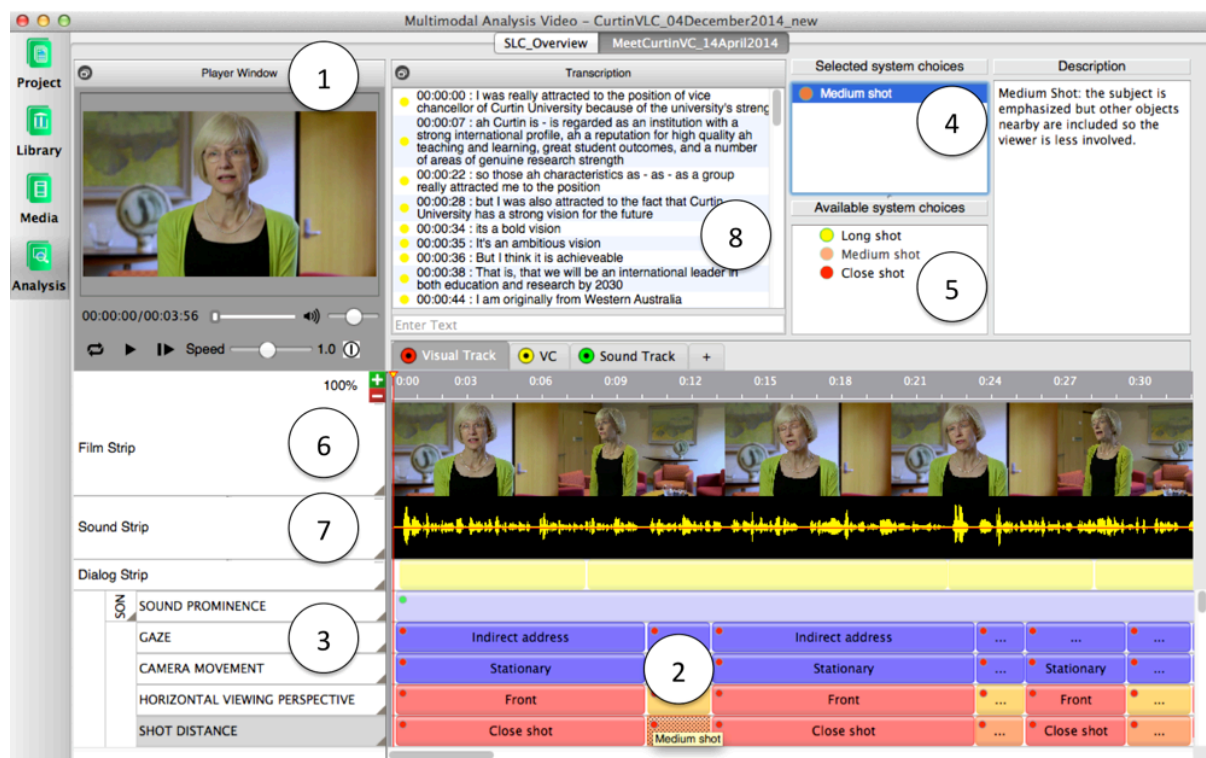 Multimodal Analysis Video – CurtinVLC_04December2014_new
SLC_Overview
MeetCurtinVC_14April2014
Project
Library
Media
Analysis
Player Window
1
00:00:00/00:03:56
Speed
1.0
Transcription
00:00:00 : I was really attracted to the position of vice
chancellor of Curtin University because of the university's streng
00:00:07 : ah Curtin is - is regarded as an institution with a
strong international profile, ah a reputation for high quality ah
teaching and learning, great student outcomes, and a number
of areas of genuine research strength
00:00:22 : so those ah characteristics as - as - as a group
really attracted me to the position
00:00:28 : but I was also attracted to the fact that Curtin
University has a strong vision for the future
00:00:34 : its a bold vision
00:00:35 : It's an ambitious vision
00:00:36 : But I think it is achieveable
00:00:38 : That is, that we will be an international leader in
both education and research by 2030
00:00:44 : I am originally from Western Australia
8
Enter Text
Selected system choices
Medium shot
4
Available system choices
Long shot
Medium shot
Close shot
5
Description
Medium Shot: the subject is
emphasized but other objects
nearby are included so the
viewer is less involved.
Visual Track
VC
Sound Track
+
100%
0:00 0:03 0:06 0:09 0:12 0:15 0:18 0:21 0:24 0:27 0:30
Film Strip
6
Sound Strip
7
Dialog Strip
SON
SOUND PROMINENCE
GAZE
3
Indirect address
Indirect address
...
...
...
CAMERA MOVEMENT
Stationary
2
Stationary
...
Stationary
...
HORIZONTAL VIEWING PERSPECTIVE
Front
Front
...
Front
...
SHOT DISTANCE
Close shot
Medium shot
Close shot
...
Close shot
...